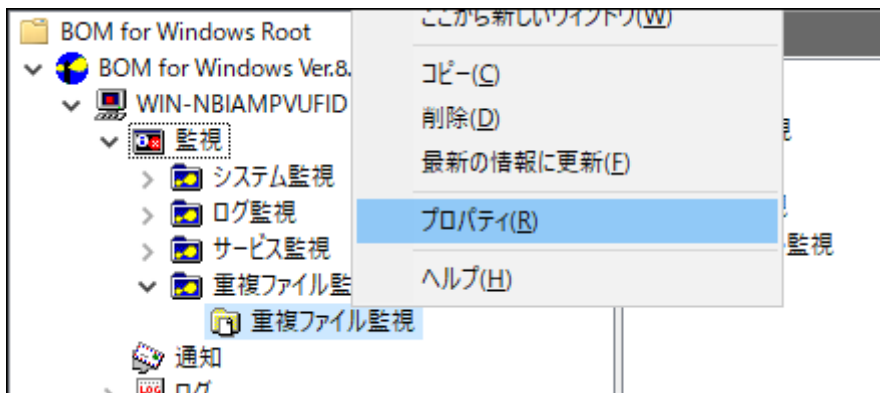 BOM for Windows Root
BOM for Windows Ver.8.
WIN-NBIAMPVUFID
監視
システム監視
ログ監視
サービス監視
重複ファイル監
重複ファイル監視
通知
ログ
ここから新しいウィンドウ(W)
コピー(C)
削除(D)
最新の情報に更新(F)
プロパティ(R)
ヘルプ(H)
監視